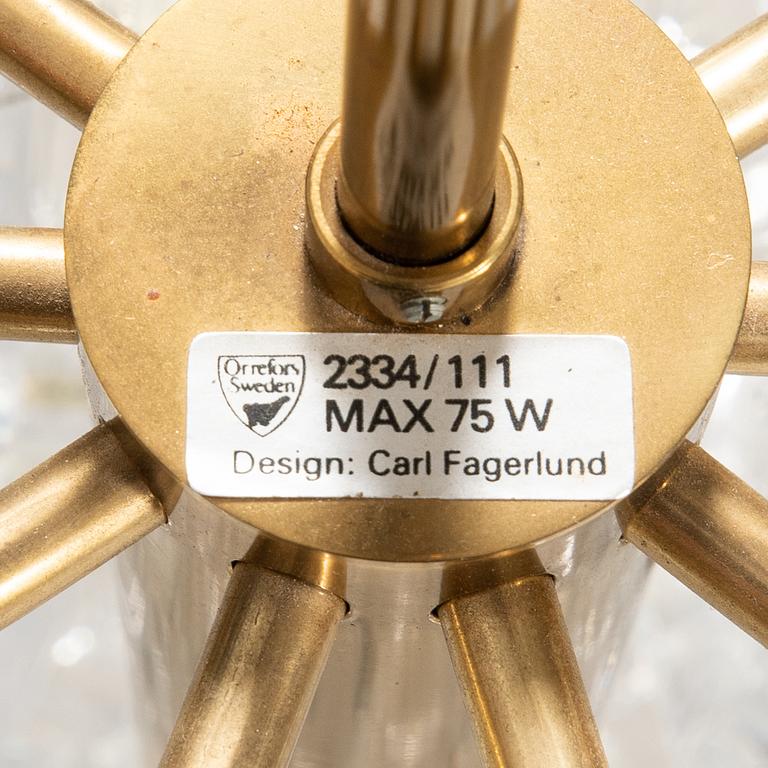 Orrefors
Sweden
2334/111
MAX 75 W
Design: Carl Fagerlund